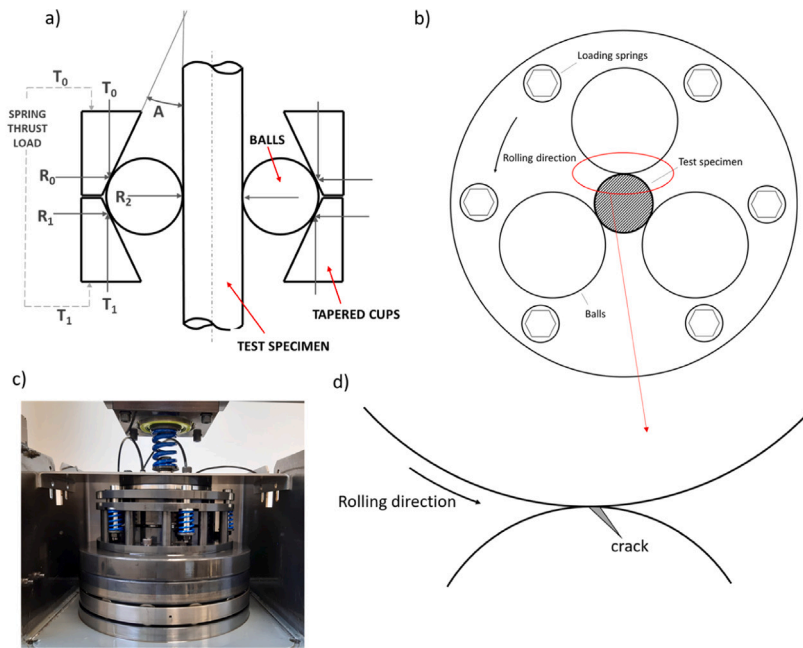 a)
T₀
T₀
A
SPRING
THRUST
LOAD
BALLS
R₀
R₂
R₁
T₁
T₁
TAPERED CUPS
TEST SPECIMEN
b)
Loading springs
Rolling direction
Test specimen
Balls
c)
d)
Rolling direction
crack